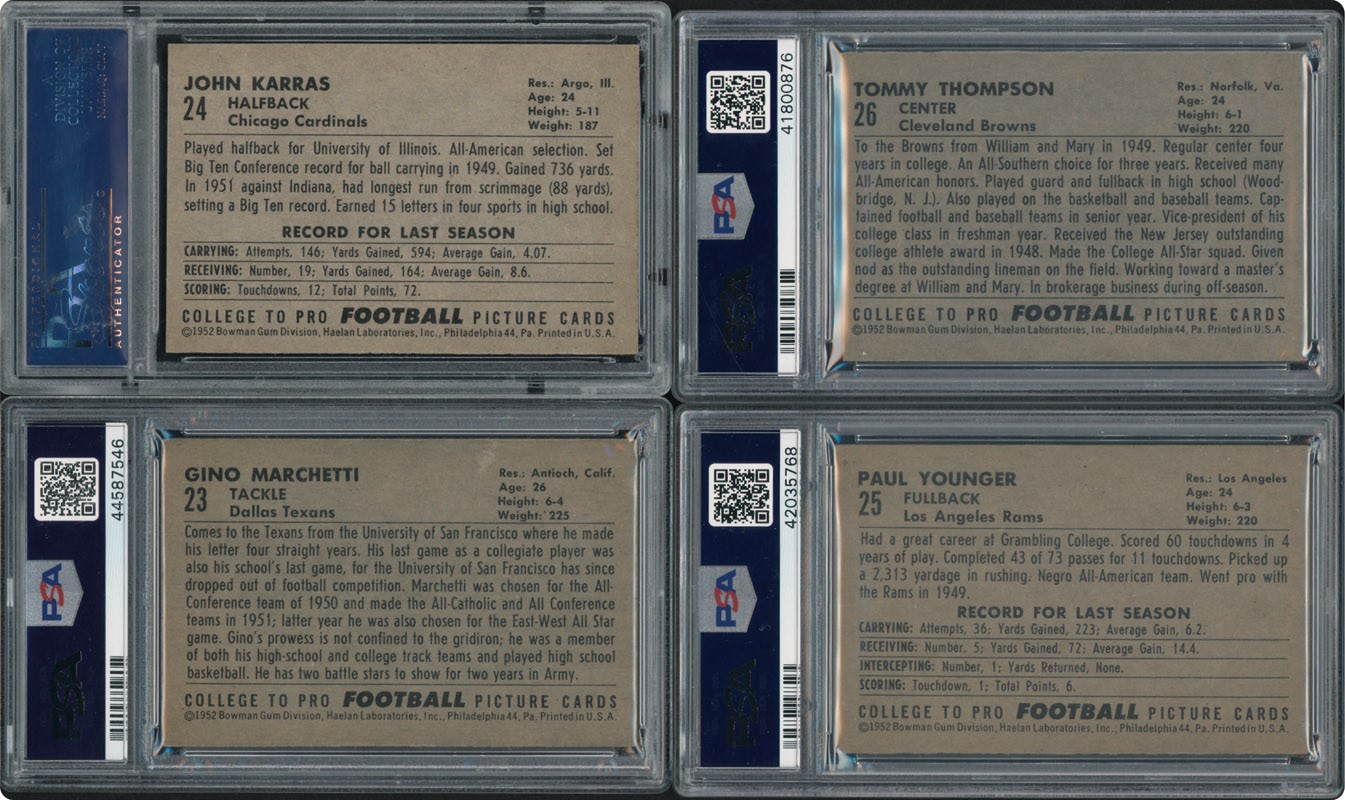 JOHN KARRAS
24
HALFBACK
Chicago Cardinals
Res.: Argo, Ill.
Age: 24
Height: 5-11
Weight: 187
Played halfback for University of Illinois. All-American selection. Set
Big Ten Conference record for ball carrying in 1949. Gained 736 yards.
In 1951 against Indiana, had longest run from scrimmage (88 yards),
setting a Big Ten record. Earned 15 letters in four sports in high school.
RECORD FOR LAST SEASON
CARRYING: Attempts, 146; Yards Gained, 594; Average Gain, 4.07.
RECEIVING: Number, 19; Yards Gained, 164; Average Gain, 8.6.
SCORING: Touchdowns, 12; Total Points, 72.
COLLEGE TO PRO FOOTBALL PICTURE CARDS
©1952 Bowman Gum Division, Haelan Laboratories, Inc., Philadelphia 44, Pa. Printed in U.S.A.
A
DIVISION OF
PROFESSIONAL
PSA
AUTHENTICATOR
41800876
PSA
PSA
TOMMY THOMPSON
26
CENTER
Cleveland Browns
Res.: Norfolk, Va.
Age: 24
Height: 6-1
Weight: 220
To the Browns from William and Mary in 1949. Regular center four
years in college. An All-Southern choice for three years. Received many
All-American honors. Played guard and fullback in high school (Wood-
bridge, N. J.). Also played on the basketball and baseball teams. Cap-
tained football and baseball teams in senior year. Vice-president of his
college class in freshman year. Received the New Jersey outstanding
college athlete award in 1948. Made the College All-Star squad. Given
nod as the outstanding lineman on the field. Working toward a master's
degree at William and Mary. In brokerage business during off-season.
COLLEGE TO PRO FOOTBALL PICTURE CARDS
©1952 Bowman Gum Division, Haelan Laboratories, Inc., Philadelphia 44, Pa. Printed in U.S.A.
44587546
PSA
PSA
GINO MARCHETTI
23
TACKLE
Dallas Texans
Res.: Antioch, Calif.
Age: 26
Height: 6-4
Weight: 225
Comes to the Texans from the University of San Francisco where he made
his letter four straight years. His last game as a collegiate player was
also his school's last game, for the University of San Francisco has since
dropped out of football competition. Marchetti was chosen for the All-
Conference team of 1950 and made the All-Catholic and All Conference
teams in 1951; latter year he was also chosen for the East-West All Star
game. Gino's prowess is not confined to the gridiron; he was a member
of both his high-school and college track teams and played high school
basketball. He has two battle stars to show for two years in Army.
COLLEGE TO PRO FOOTBALL PICTURE CARDS
©1952 Bowman Gum Division, Haelan Laboratories, Inc., Philadelphia 44, Pa. Printed in U.S.A.
42035768
PSA
PSA
PAUL YOUNGER
25
FULLBACK
Los Angeles Rams
Res.: Los Angeles
Age: 24
Height: 6-3
Weight: 220
Had a great career at Grambling College. Scored 60 touchdowns in 4
years of play. Completed 43 of 73 passes for 11 touchdowns. Picked up
a 2,313 yardage in rushing. Negro All-American team. Went pro with
the Rams in 1949.
RECORD FOR LAST SEASON
CARRYING: Attempts, 36; Yards Gained, 223; Average Gain, 6.2.
RECEIVING: Number, 5; Yards Gained, 72; Average Gain, 14.4.
INTERCEPTING: Number, 1; Yards Returned, None.
SCORING: Touchdown, 1; Total Points, 6.
COLLEGE TO PRO FOOTBALL PICTURE CARDS
©1952 Bowman Gum Division, Haelan Laboratories, Inc., Philadelphia 44, Pa. Printed in U.S.A.